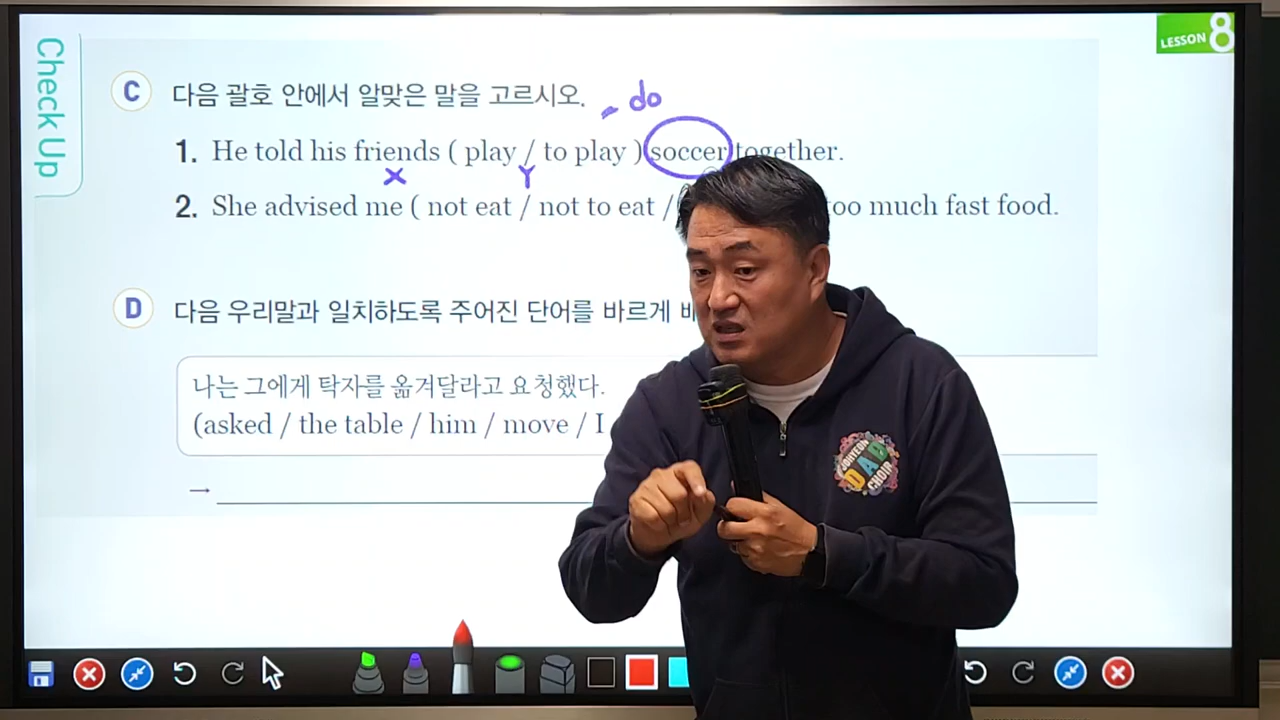 LESSON 8
Check Up
C 다음 괄호 안에서 알맞은 말을 고르시오.
- do
1. He told his friends ( play / to play ) soccer together.
X Y
2. She advised me ( not eat / not to eat / too much fast food.
D 다음 우리말과 일치하도록 주어진 단어를 바르게
나는 그에게 탁자를 옮겨달라고 요청했다.
(asked / the table / him / move / I
→
DAD
CHOIR